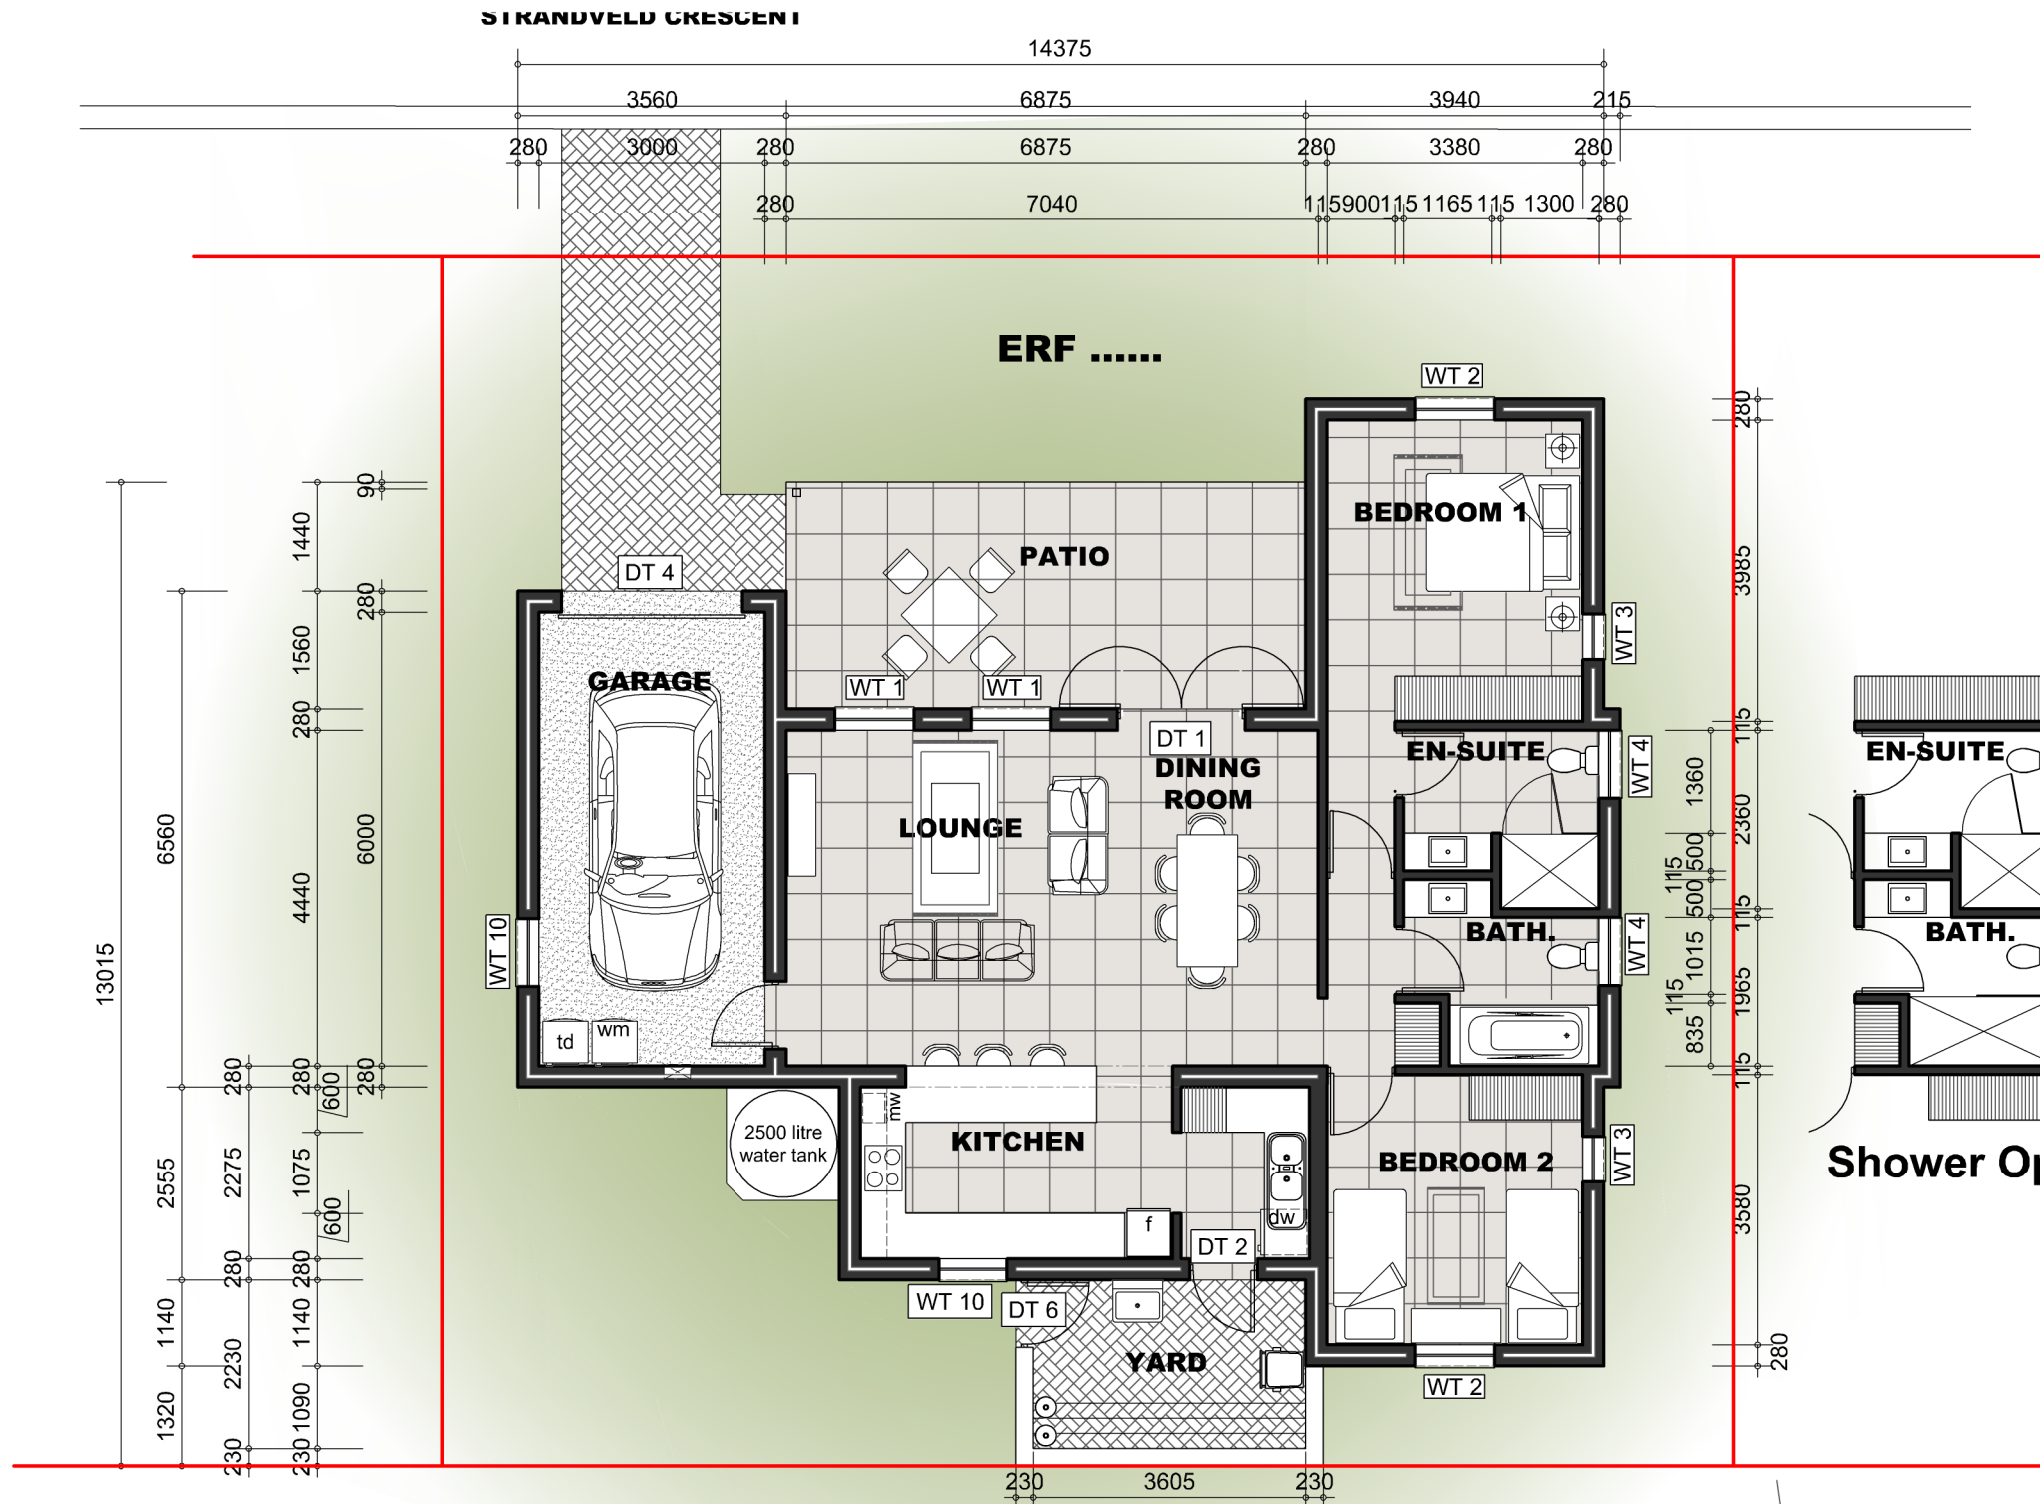 STRANDVELD CRESCENT
14375
3560 6875 3940 215
280 3000 280 6875 280 3380 280
280 7040 115 900 115 1165 115 1300 280
ERF ......
WT 2
280
90
1440
BEDROOM 1
3985
PATIO
DT 4
280
1560
WT 3
GARAGE
WT 1
WT 1
280
DT 1
115
EN-SUITE
WT 4
EN-SUITE
DINING
ROOM
1360
2360
LOUNGE
6560
6000
4440
500
115
500
115
WT 10
BATH.
WT 4
BATH.
13015
1015
1965
115
835
td
wm
280
280
280
600
115
mw
2500 litre
water tank
KITCHEN
2555
2275
1075
BEDROOM 2
WT 3
Shower Op
600
3580
f
dw
DT 2
280
280
WT 10
DT 6
1140
1140
2230
YARD
280
WT 2
1320
1090
230
230
230 3605 230